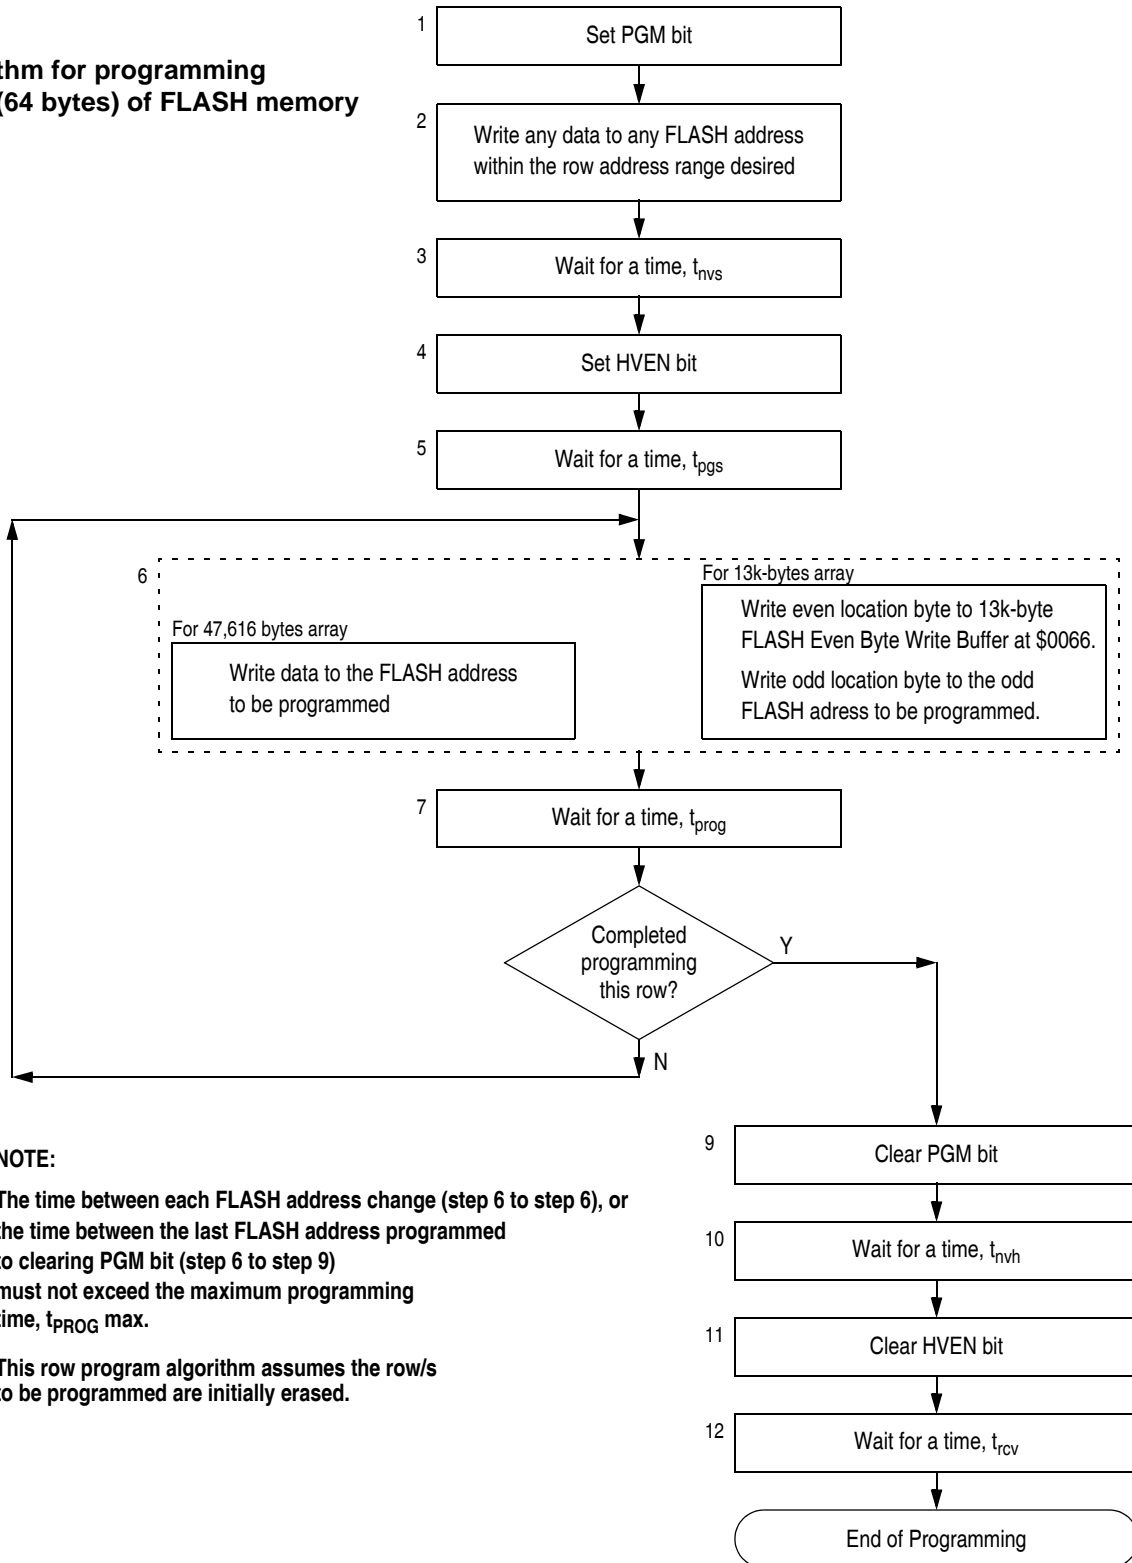 1
Set PGM bit
thm for programming
(64 bytes) of FLASH memory
2
Write any data to any FLASH address
within the row address range desired
3
Wait for a time, tnvs
4
Set HVEN bit
5
Wait for a time, tpgs
6
For 13k-bytes array
Write even location byte to 13k-byte
FLASH Even Byte Write Buffer at $0066.
Write odd location byte to the odd
FLASH adress to be programmed.
For 47,616 bytes array
Write data to the FLASH address
to be programmed
7
Wait for a time, tprog
Completed
programming
this row?
Y
N
9
Clear PGM bit
10
Wait for a time, tnvh
11
Clear HVEN bit
12
Wait for a time, trcv
End of Programming
NOTE:
The time between each FLASH address change (step 6 to step 6), or
the time between the last FLASH address programmed
to clearing PGM bit (step 6 to step 9)
must not exceed the maximum programming
time, tPROG max.
This row program algorithm assumes the row/s
to be programmed are initially erased.